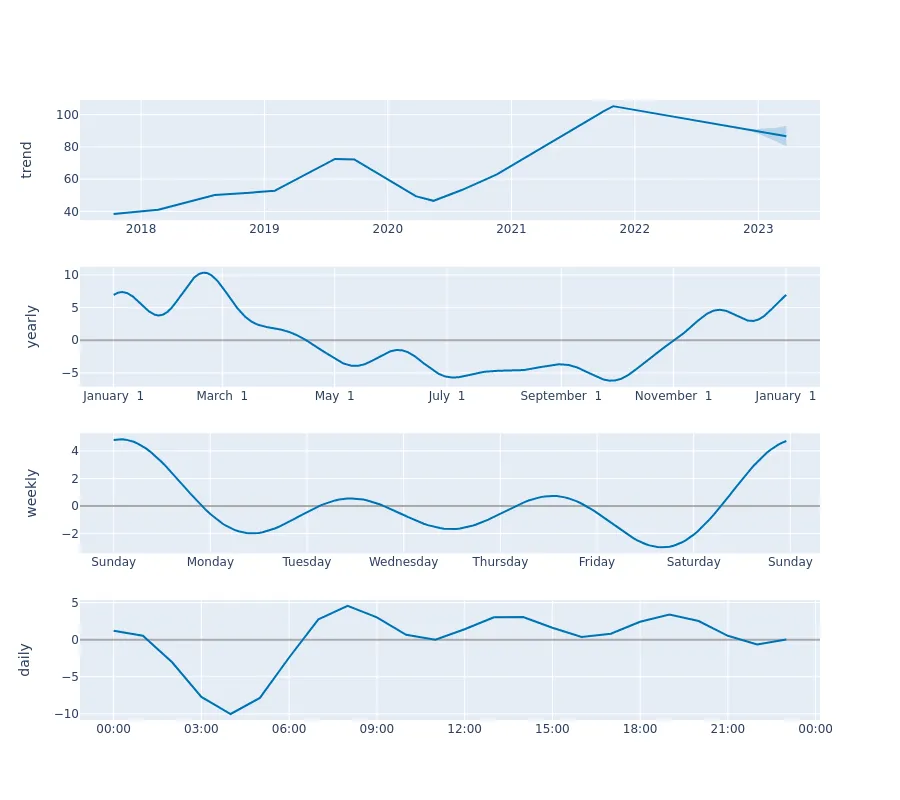 trend
100
80
60
40
2018 2019 2020 2021 2022 2023
yearly
10
5
0
−5
January 1 March 1 May 1 July 1 September 1 November 1 January 1
weekly
4
2
0
−2
Sunday Monday Tuesday Wednesday Thursday Friday Saturday Sunday
daily
5
0
−5
−10
00:00 03:00 06:00 09:00 12:00 15:00 18:00 21:00 00:00